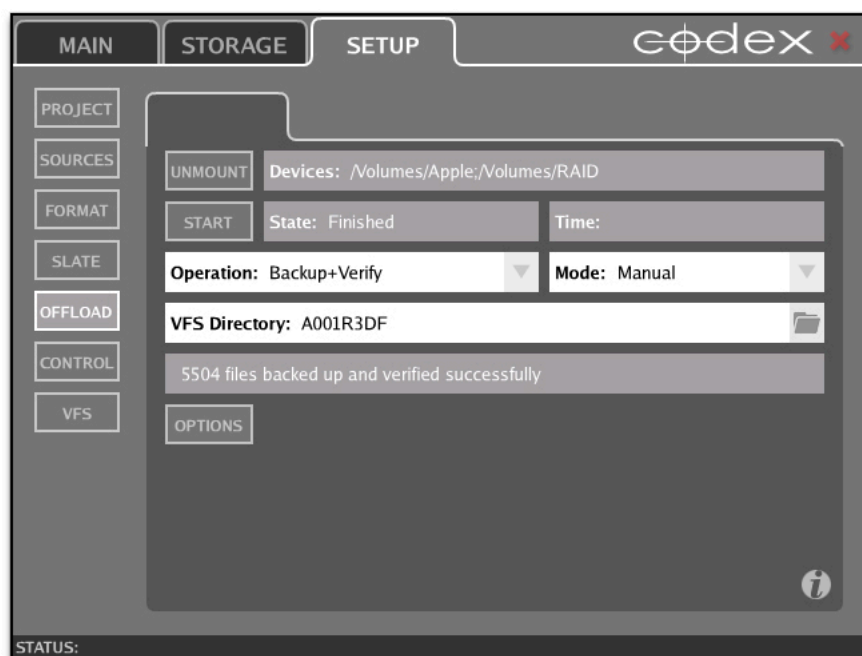 MAIN STORAGE SETUP codex ×
PROJECT
SOURCES
FORMAT
SLATE
OFFLOAD
CONTROL
VFS
UNMOUNT Devices: /Volumes/Apple;/Volumes/RAID
START State: Finished Time:
Operation: Backup+Verify Mode: Manual
VFS Directory: A001R3DF
5504 files backed up and verified successfully
OPTIONS
i
STATUS: